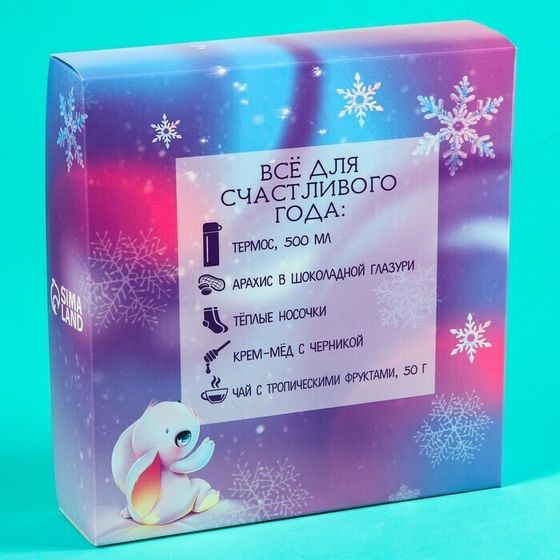 ВСЁ ДЛЯ
СЧАСТЛИВОГО
ГОДА:
ТЕРМОС, 500 МЛ
АРАХИС В ШОКОЛАДНОЙ ГЛАЗУРИ
ТЁПЛЫЕ НОСОЧКИ
КРЕМ-МЁД С ЧЕРНИКОЙ
ЧАЙ С ТРОПИЧЕСКИМИ ФРУКТАМИ, 50 Г
SIMA
LAND